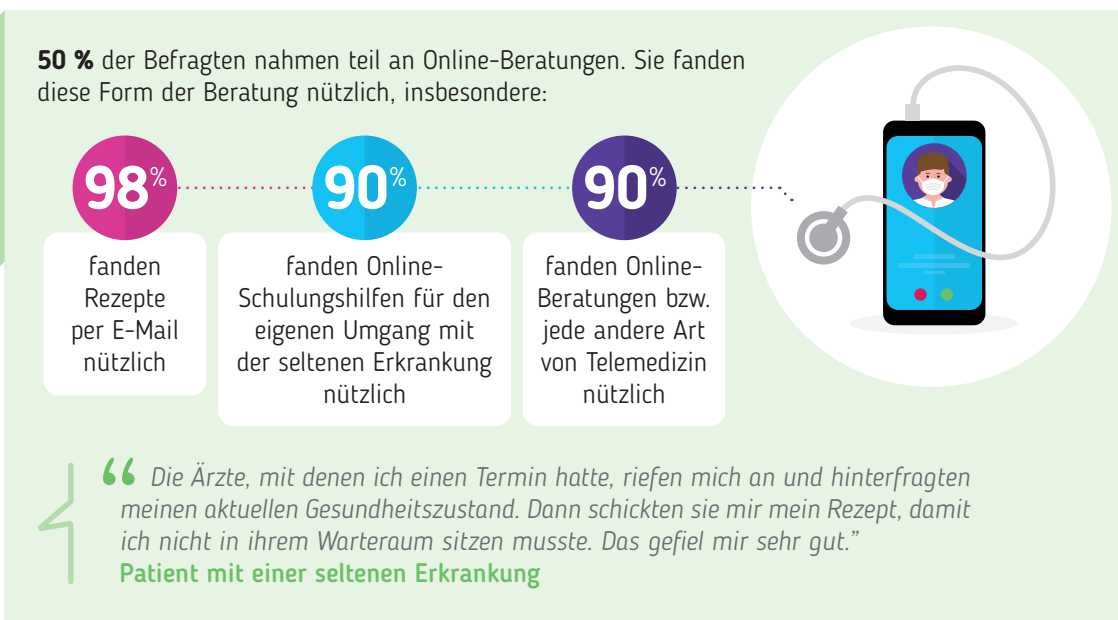 50 % der Befragten nahmen teil an Online-Beratungen. Sie fanden
diese Form der Beratung nützlich, insbesondere:
98%
fanden
Rezepte
per E-Mail
nützlich
90%
fanden Online-
Schulungshilfen für den
eigenen Umgang mit
der seltenen Erkrankung
nützlich
90%
fanden Online-
Beratungen bzw.
jede andere Art
von Telemedizin
nützlich
“ Die Ärzte, mit denen ich einen Termin hatte, riefen mich an und hinterfragten
meinen aktuellen Gesundheitszustand. Dann schickten sie mir mein Rezept, damit
ich nicht in ihrem Warteraum sitzen musste. Das gefiel mir sehr gut.”
Patient mit einer seltenen Erkrankung